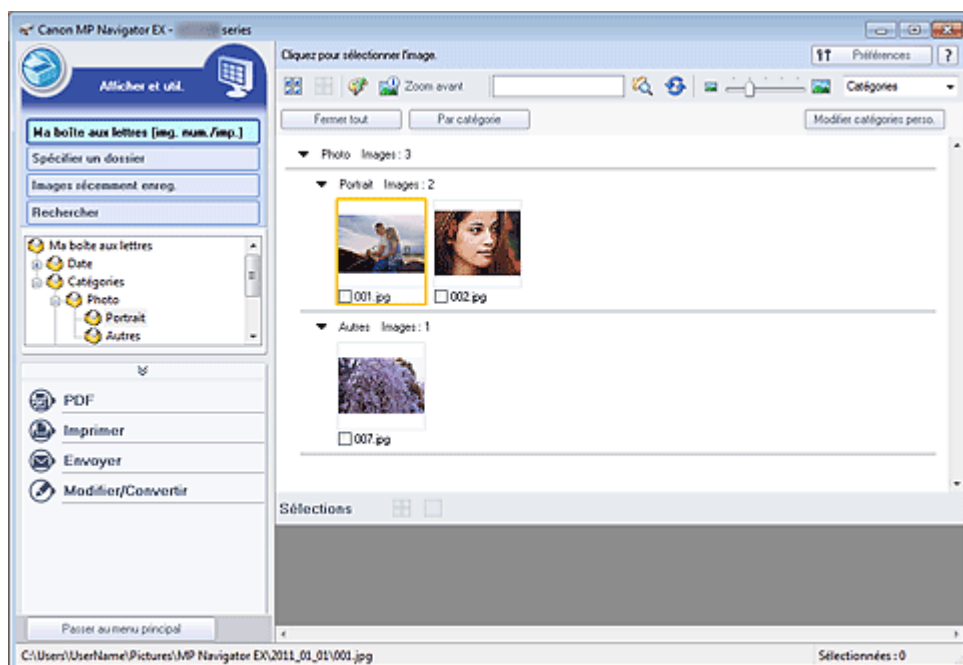 Canon MP Navigator EX - series
Afficher et util.
Ma boîte aux lettres [img. num./imp.]
Spécifier un dossier
Images récemment enreg.
Rechercher
Ma boîte aux lettres
Date
Catégories
Photo
Portrait
Autres
PDF
Imprimer
Envoyer
Modifier/Convertir
Passer au menu principal
Cliquez pour sélectionner l'image.
Préférences ?
Zoom avant Catégories
Fermer tout Par catégorie Modifier catégories perso.
Photo Images : 3
Portrait Images : 2
001.jpg 002.jpg
Autres Images : 1
007.jpg
Sélections
C:\Users\UserName\Pictures\MP Navigator EX\2011_01_01\001.jpg Sélectionnées : 0